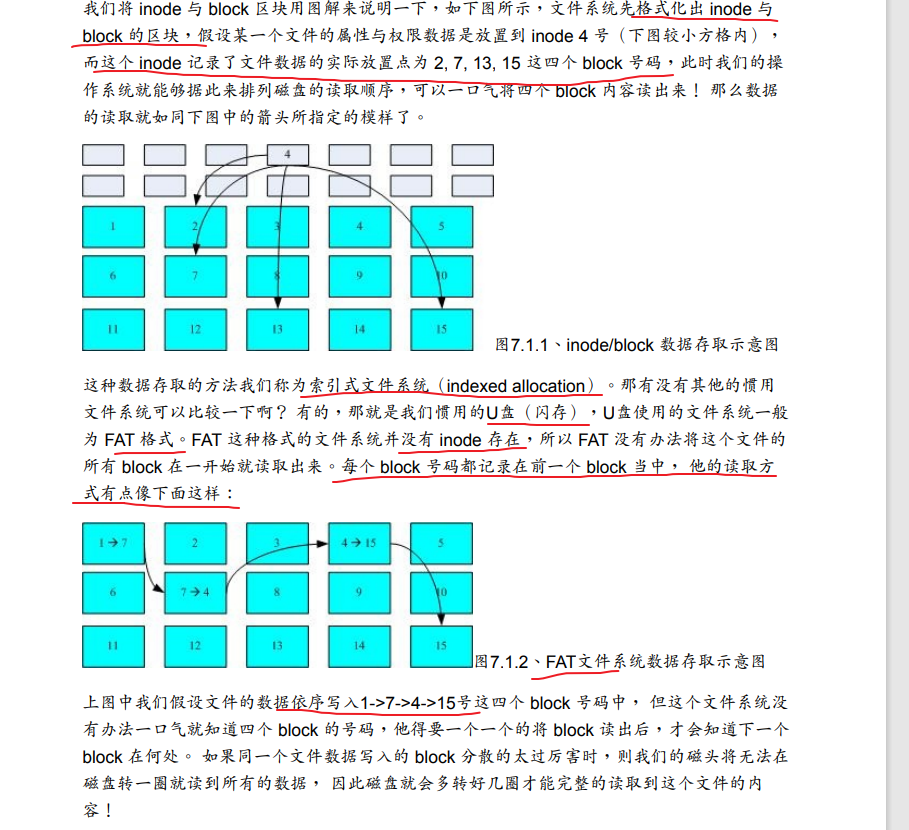 我们将 inode 与 block 区块用图解来说明一下，如下图所示，文件系统先格式化出 inode 与
block 的区块，假设某一个文件的属性与权限数据是放置到 inode 4 号（下图较小方格内），
而这个 inode 记录了文件数据的实际放置点为 2, 7, 13, 15 这四个 block 号码，此时我们的操
作系统就能够据此来排列磁盘的读取顺序，可以一口气将四个 block 内容读出来！ 那么数据
的读取就如同下图中的箭头所指定的模样了。
4
1 2 3 4 5
6 7 8 9 10
11 12 13 14 15
图7.1.1、inode/block 数据存取示意图
这种数据存取的方法我们称为索引式文件系统（indexed allocation）。那有没有其他的惯用
文件系统可以比较一下啊？ 有的，那就是我们惯用的U盘（闪存），U盘使用的文件系统一般
为 FAT 格式。FAT 这种格式的文件系统并没有 inode 存在，所以 FAT 没有办法将这个文件的
所有 block 在一开始就读取出来。每个 block 号码都记录在前一个 block 当中， 他的读取方
式有点像下面这样：
1→7 2 3 4→15 5
6 7→4 8 9 10
11 12 13 14 15
图7.1.2、FAT文件系统数据存取示意图
上图中我们假设文件的数据依序写入1->7->4->15号这四个 block 号码中， 但这个文件系统没
有办法一口气就知道四个 block 的号码，他得要一个一个的将 block 读出后，才会知道下一个
block 在何处。 如果同一个文件数据写入的 block 分散的太过厉害时，则我们的磁头将无法在
磁盘转一圈就读到所有的数据， 因此磁盘就会多转好几圈才能完整的读取到这个文件的内
容！